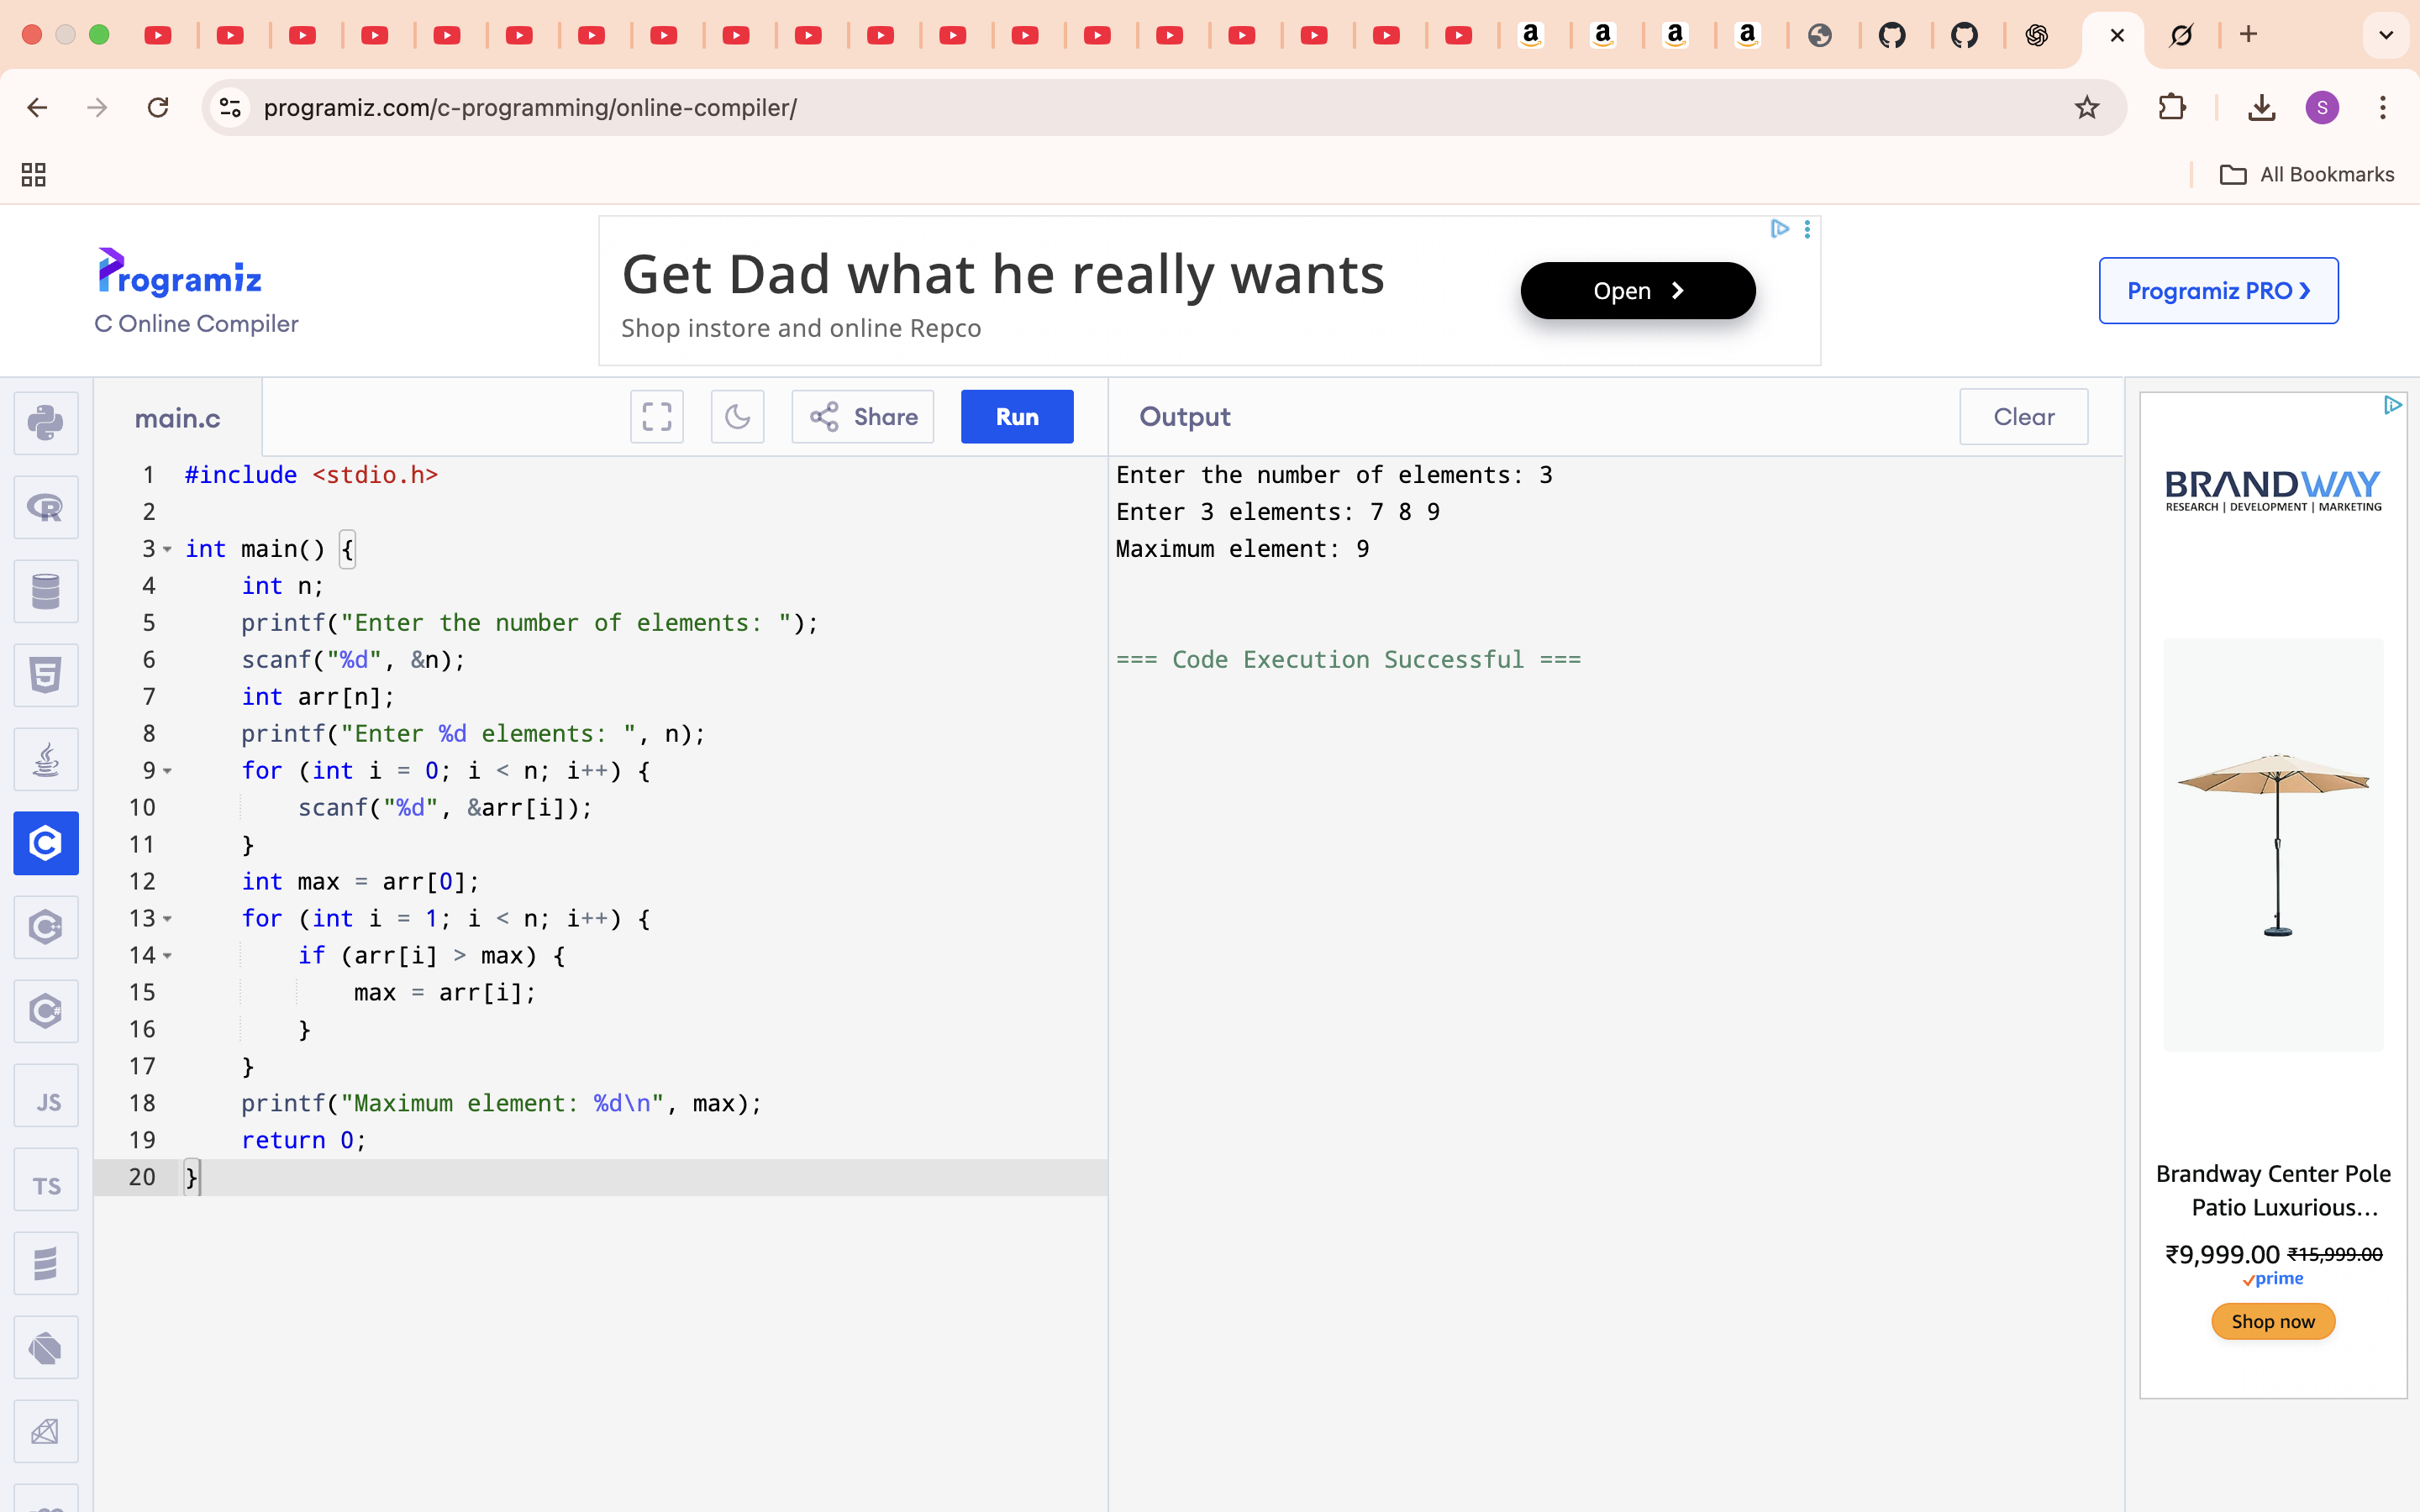 programiz.com/c-programming/online-compiler/
S
All Bookmarks
Programiz
C Online Compiler
Get Dad what he really wants
Shop instore and online Repco
Open
Programiz PRO
main.c
Share
Run
Output
Clear
1 #include <stdio.h>
2
3 int main() {
4     int n;
5     printf("Enter the number of elements: ");
6     scanf("%d", &n);
7     int arr[n];
8     printf("Enter %d elements: ", n);
9     for (int i = 0; i < n; i++) {
10         scanf("%d", &arr[i]);
11     }
12     int max = arr[0];
13     for (int i = 1; i < n; i++) {
14         if (arr[i] > max) {
15             max = arr[i];
16         }
17     }
18     printf("Maximum element: %d\n", max);
19     return 0;
20 }
Enter the number of elements: 3
Enter 3 elements: 7 8 9
Maximum element: 9
=== Code Execution Successful ===
JS
TS
BRANDWAY
RESEARCH | DEVELOPMENT | MARKETING
Brandway Center Pole
Patio Luxurious...
₹9,999.00 ₹15,999.00
prime
Shop now